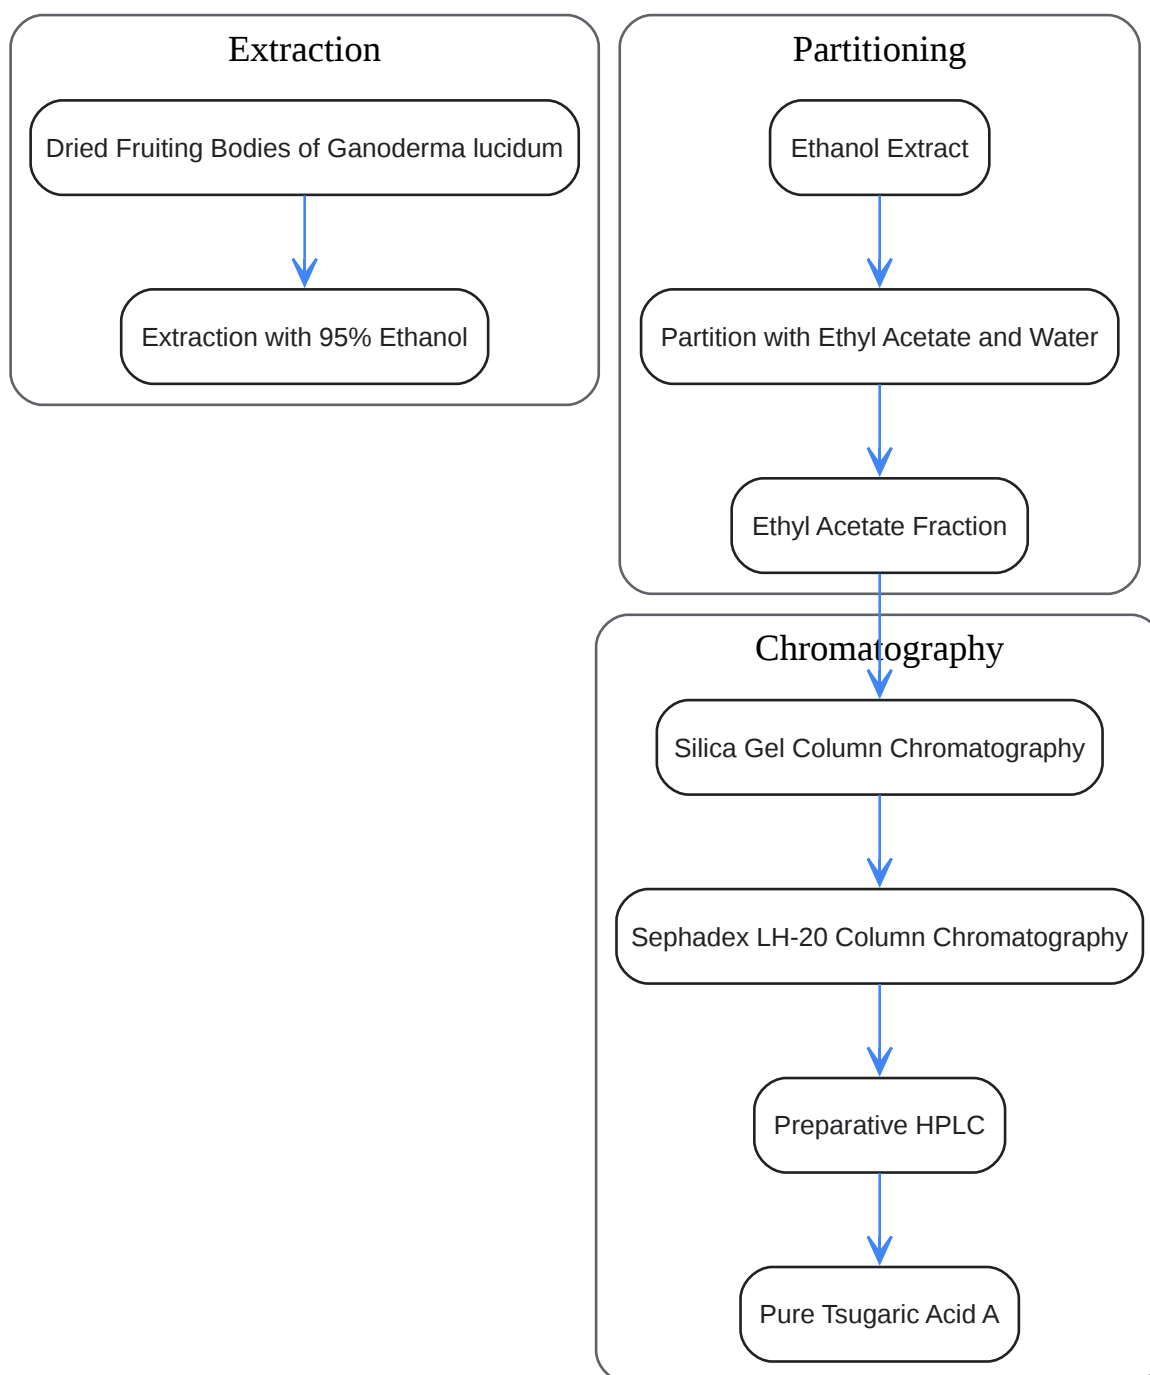 Extraction
Dried Fruiting Bodies of Ganoderma lucidum
Extraction with 95% Ethanol
Partitioning
Ethanol Extract
Partition with Ethyl Acetate and Water
Ethyl Acetate Fraction
Chromatography
Silica Gel Column Chromatography
Sephadex LH-20 Column Chromatography
Preparative HPLC
Pure Tsugaric Acid A